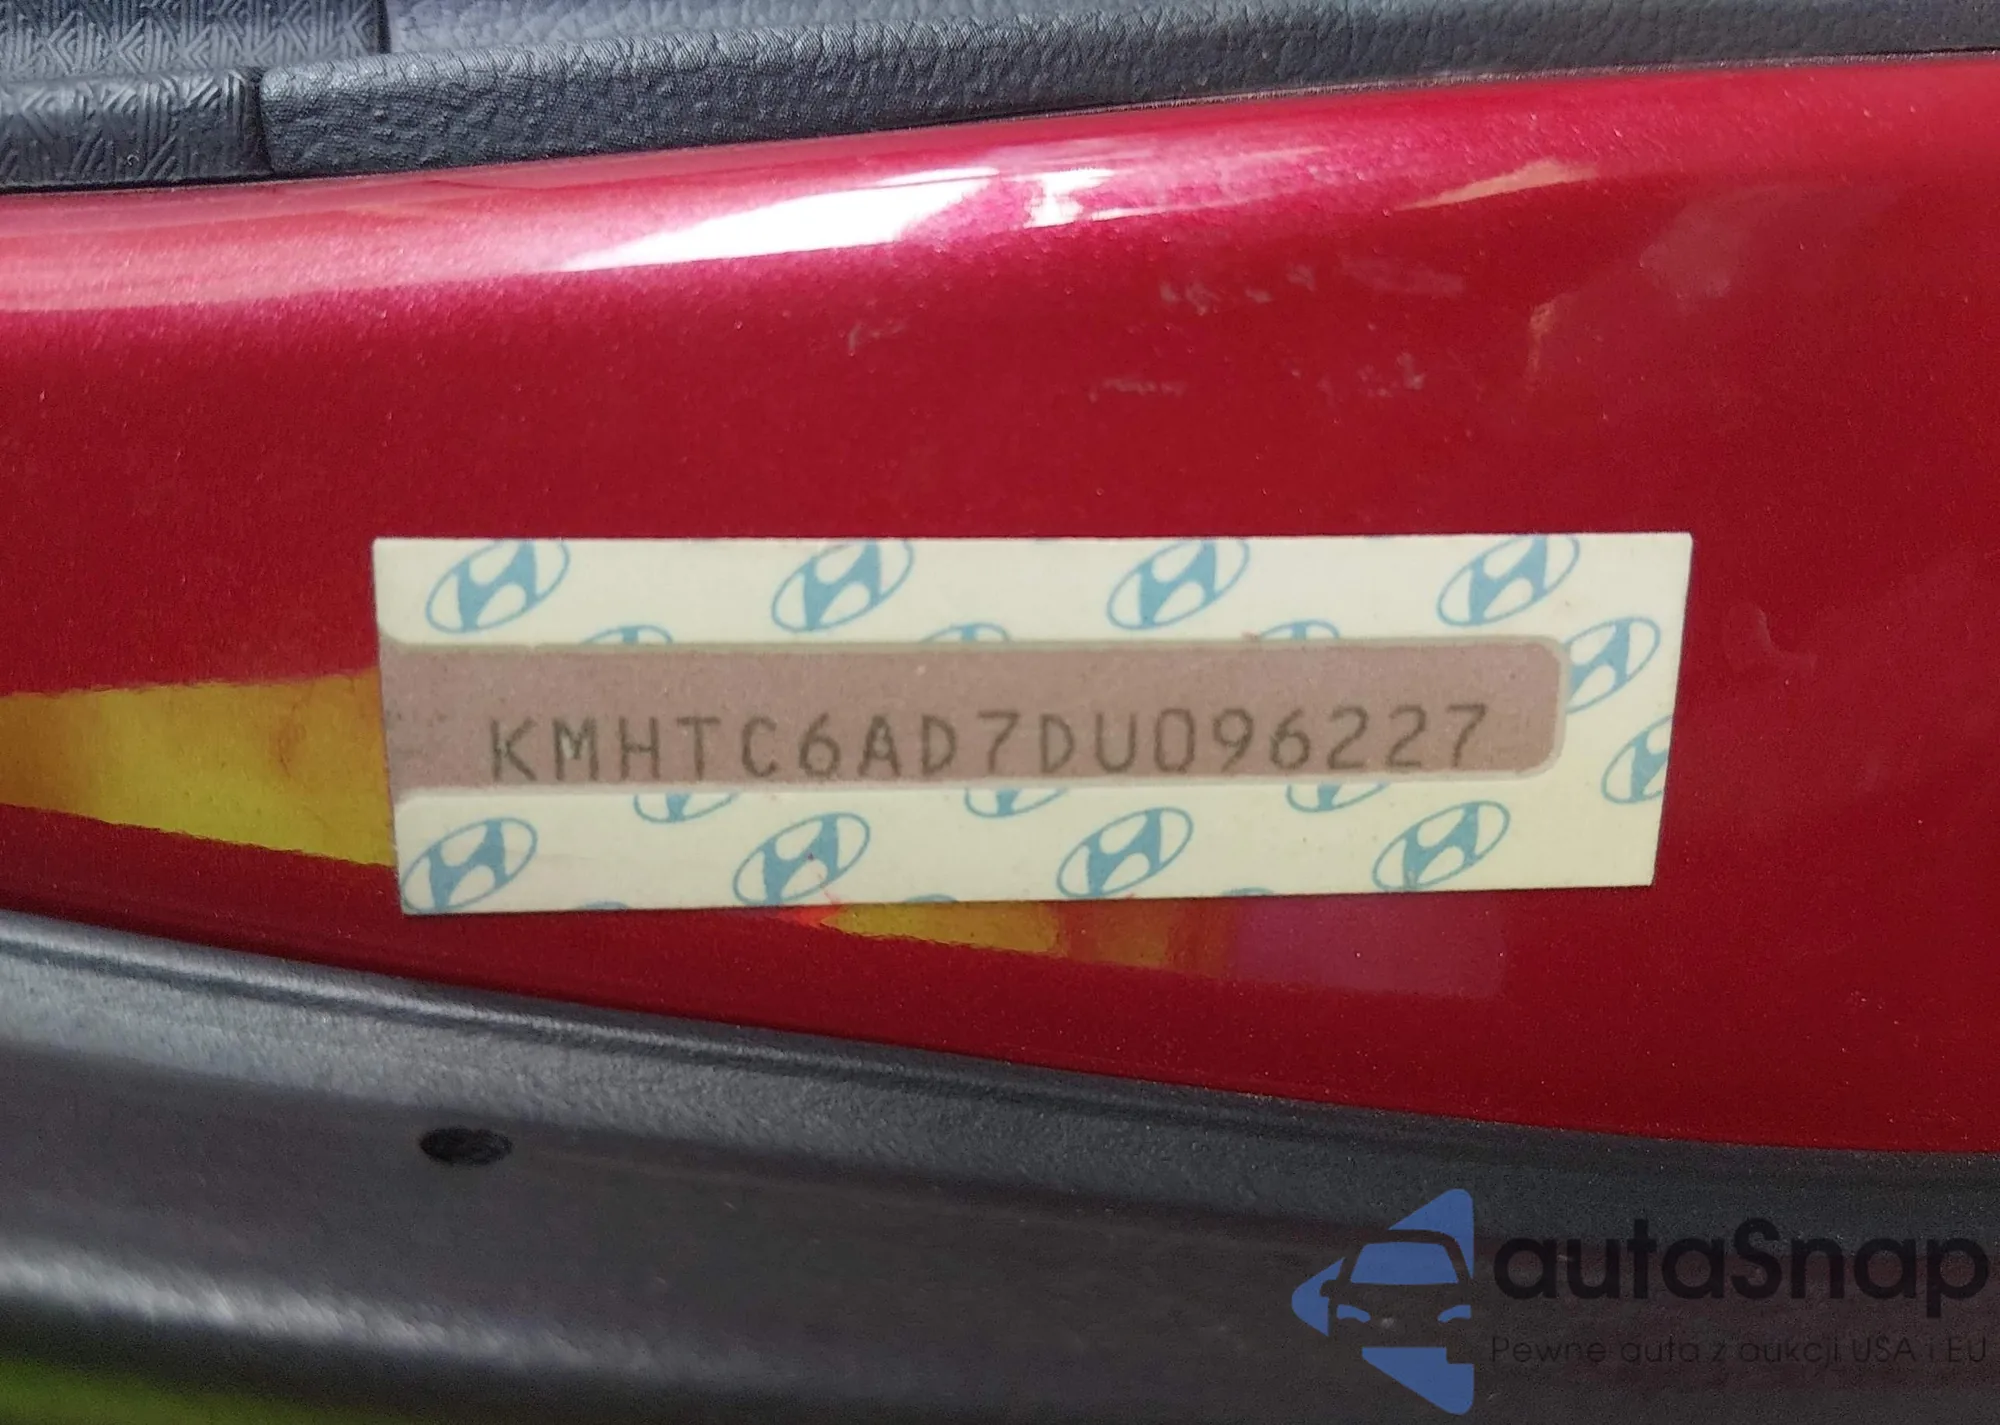 KMHTC6AD7DU096227
autaSnap
Pewne auta z aukcji USA i EU